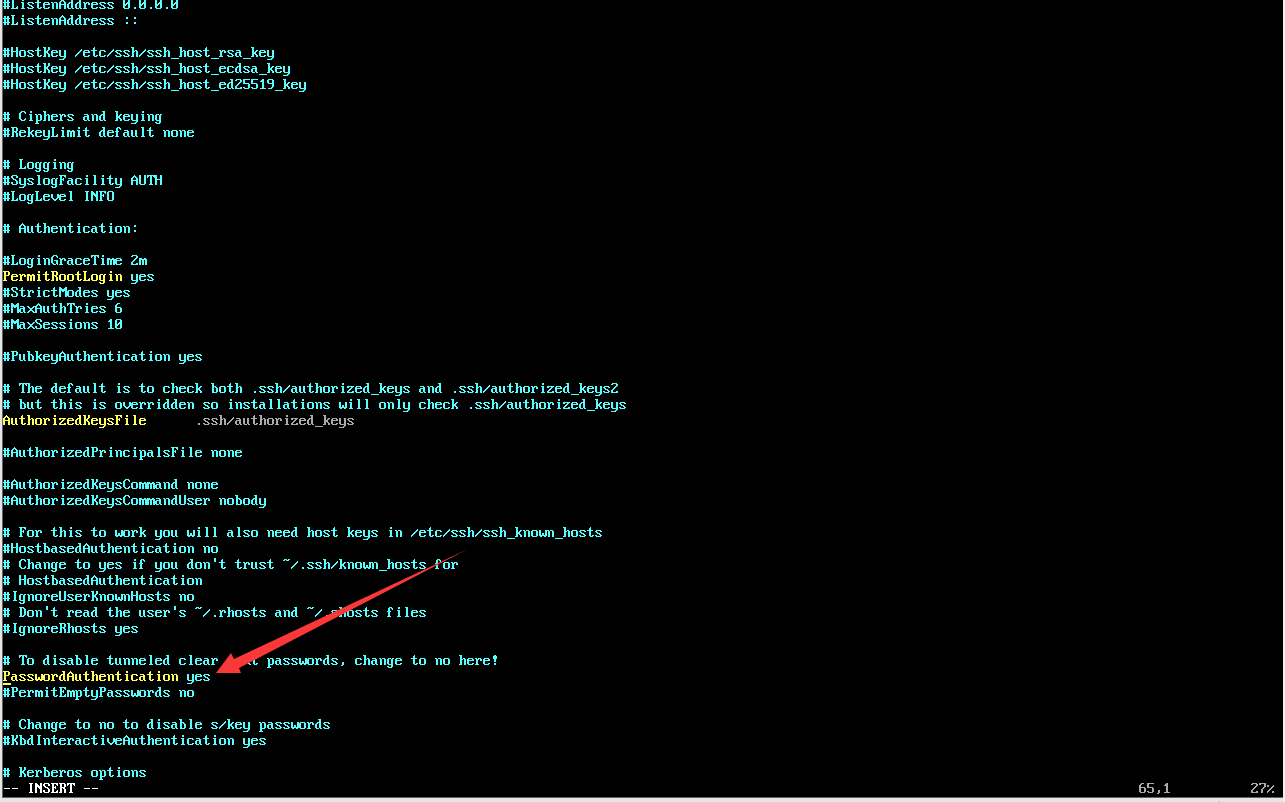 #ListenAddress 0.0.0.0
#ListenAddress ::
#HostKey /etc/ssh/ssh_host_rsa_key
#HostKey /etc/ssh/ssh_host_ecdsa_key
#HostKey /etc/ssh/ssh_host_ed25519_key
# Ciphers and keying
#RekeyLimit default none
# Logging
#SyslogFacility AUTH
#LogLevel INFO
# Authentication:
#LoginGraceTime 2m
PermitRootLogin yes
#StrictModes yes
#MaxAuthTries 6
#MaxSessions 10
#PubkeyAuthentication yes
# The default is to check both .ssh/authorized_keys and .ssh/authorized_keys2
# but this is overridden so installations will only check .ssh/authorized_keys
AuthorizedKeysFile .ssh/authorized_keys
#AuthorizedPrincipalsFile none
#AuthorizedKeysCommand none
#AuthorizedKeysCommandUser nobody
# For this to work you will also need host keys in /etc/ssh/ssh_known_hosts
#HostbasedAuthentication no
# Change to yes if you don't trust ~/.ssh/known_hosts for
# HostbasedAuthentication
#IgnoreUserKnownHosts no
# Don't read the user's ~/.rhosts and ~/.shosts files
#IgnoreRhosts yes
# To disable tunneled clear passwords, change to no here!
PasswordAuthentication yes
#PermitEmptyPasswords no
# Change to no to disable s/key passwords
#KbdInteractiveAuthentication yes
# Kerberos options
-- INSERT -- 65,1 27%